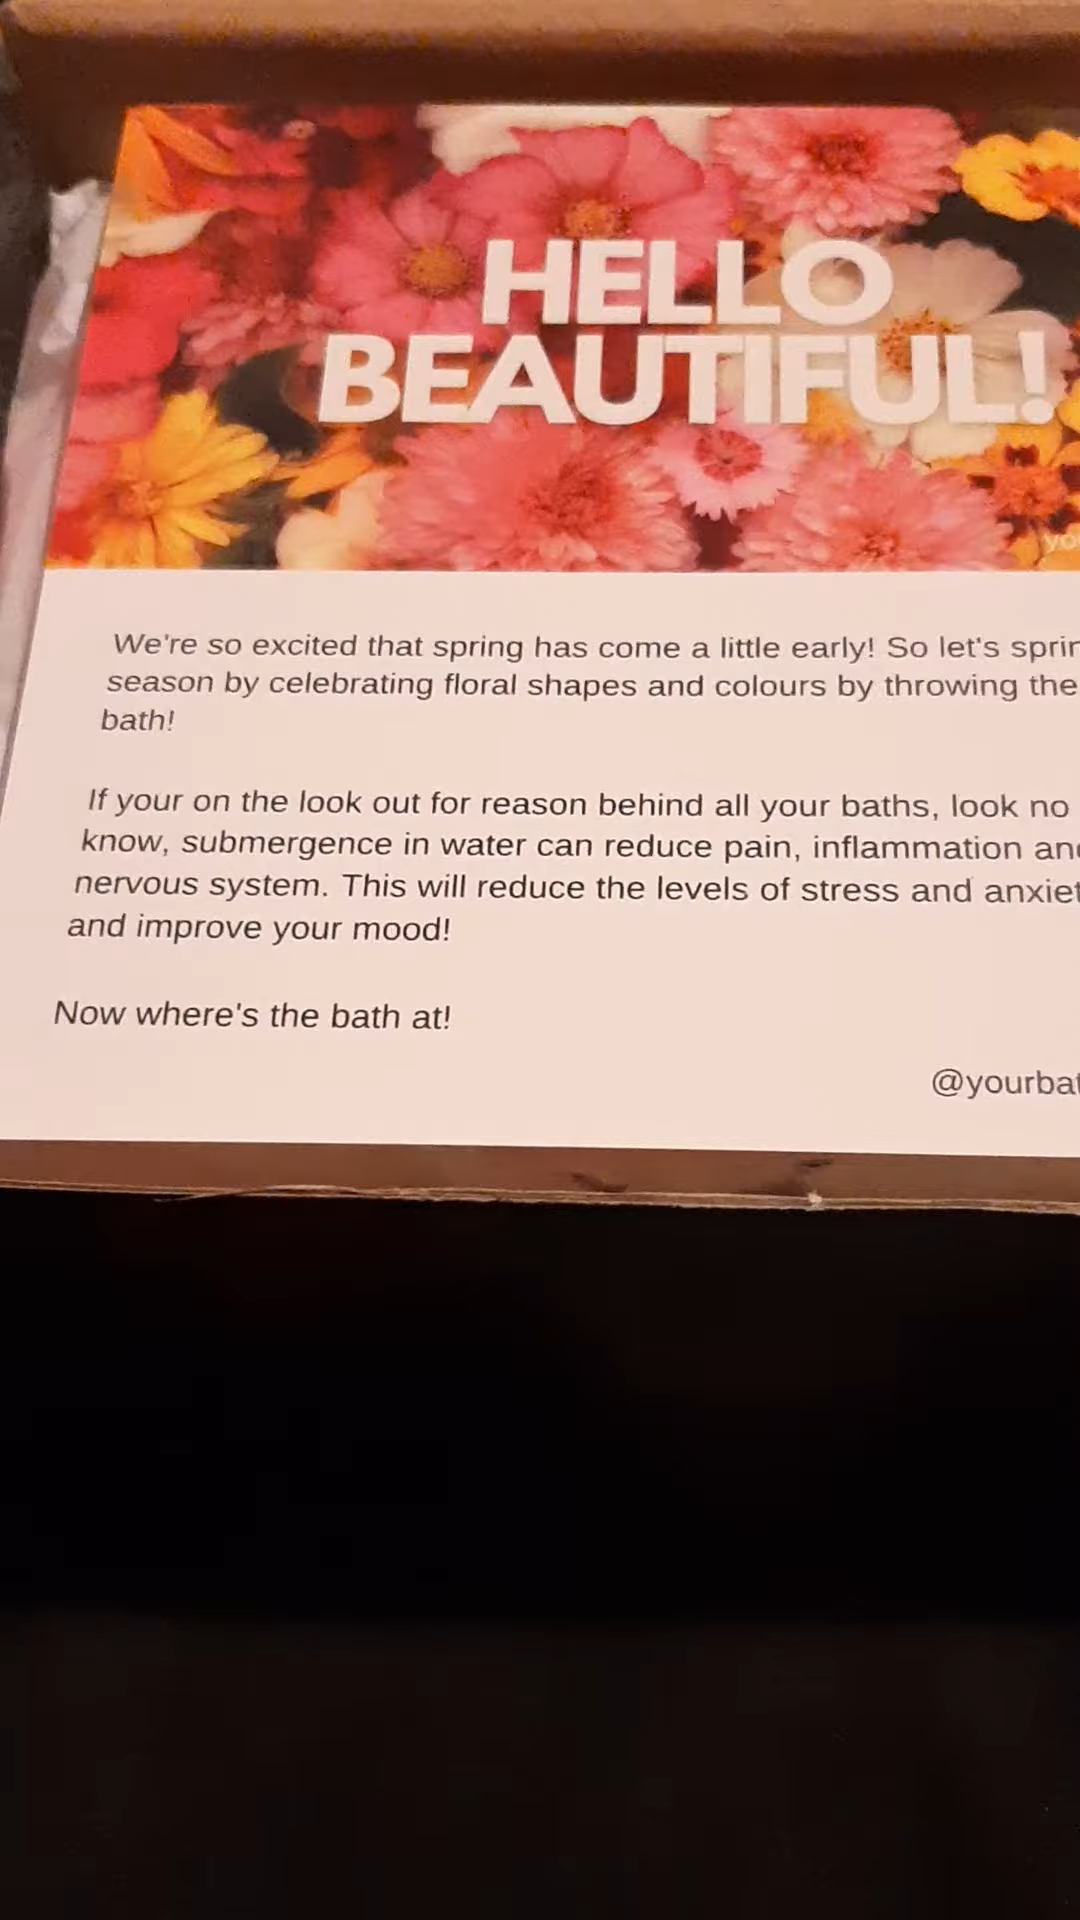 HELLO
BEAUTIFUL!
We're so excited that spring has come a little early! So let's
season by celebrating floral shapes and colours by throwing
bath!
If your on the look out for reason behind all your baths, look no
know, submergence in water can reduce pain, inflammation
nervous system. This will reduce the levels of stress and
and improve your mood!
Now where's the bath at!